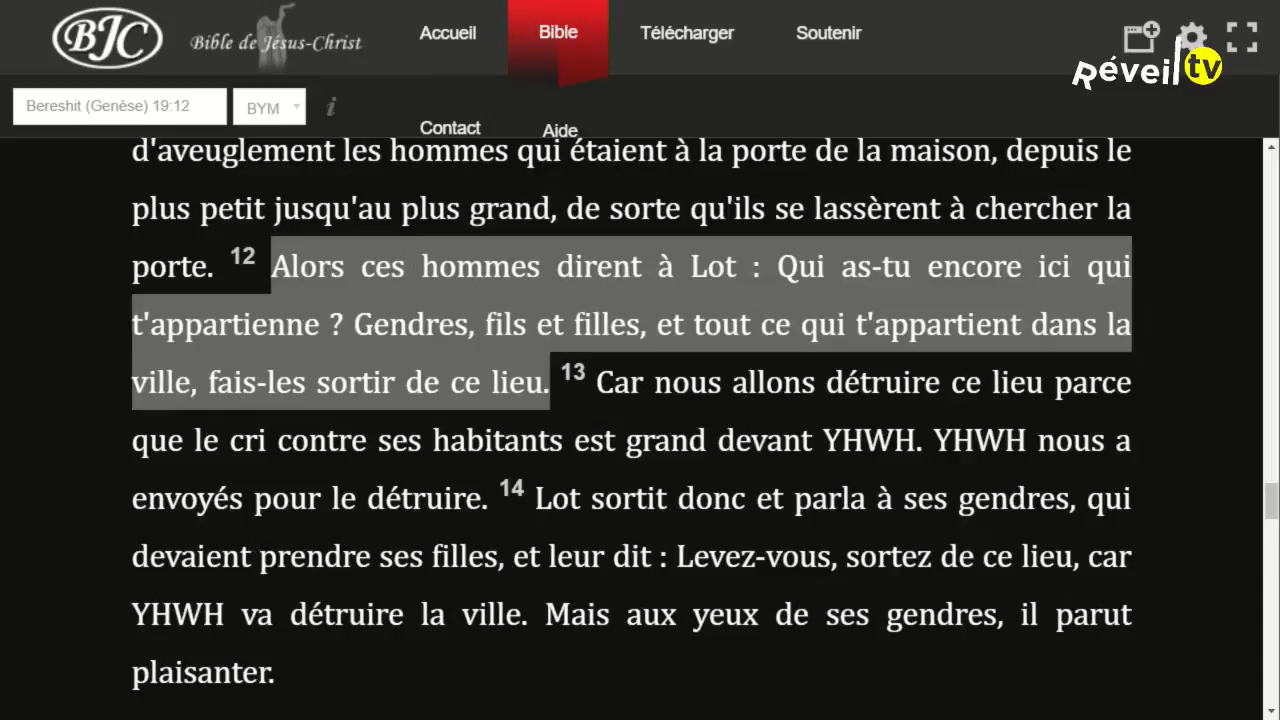 BJC
Bible de Jésus-Christ
Accueil
Bible
Télécharger
Soutenir
Réveil tv
Bereshit (Genèse) 19:12
BYM
i
Contact
Aide
d'aveuglement les hommes qui étaient à la porte de la maison, depuis le
plus petit jusqu'au plus grand, de sorte qu'ils se lassèrent à chercher la
porte. 12 Alors ces hommes dirent à Lot : Qui as-tu encore ici qui
t'appartienne ? Gendres, fils et filles, et tout ce qui t'appartient dans la
ville, fais-les sortir de ce lieu. 13 Car nous allons détruire ce lieu parce
que le cri contre ses habitants est grand devant YHWH. YHWH nous a
envoyés pour le détruire. 14 Lot sortit donc et parla à ses gendres, qui
devaient prendre ses filles, et leur dit : Levez-vous, sortez de ce lieu, car
YHWH va détruire la ville. Mais aux yeux de ses gendres, il parut
plaisanter.